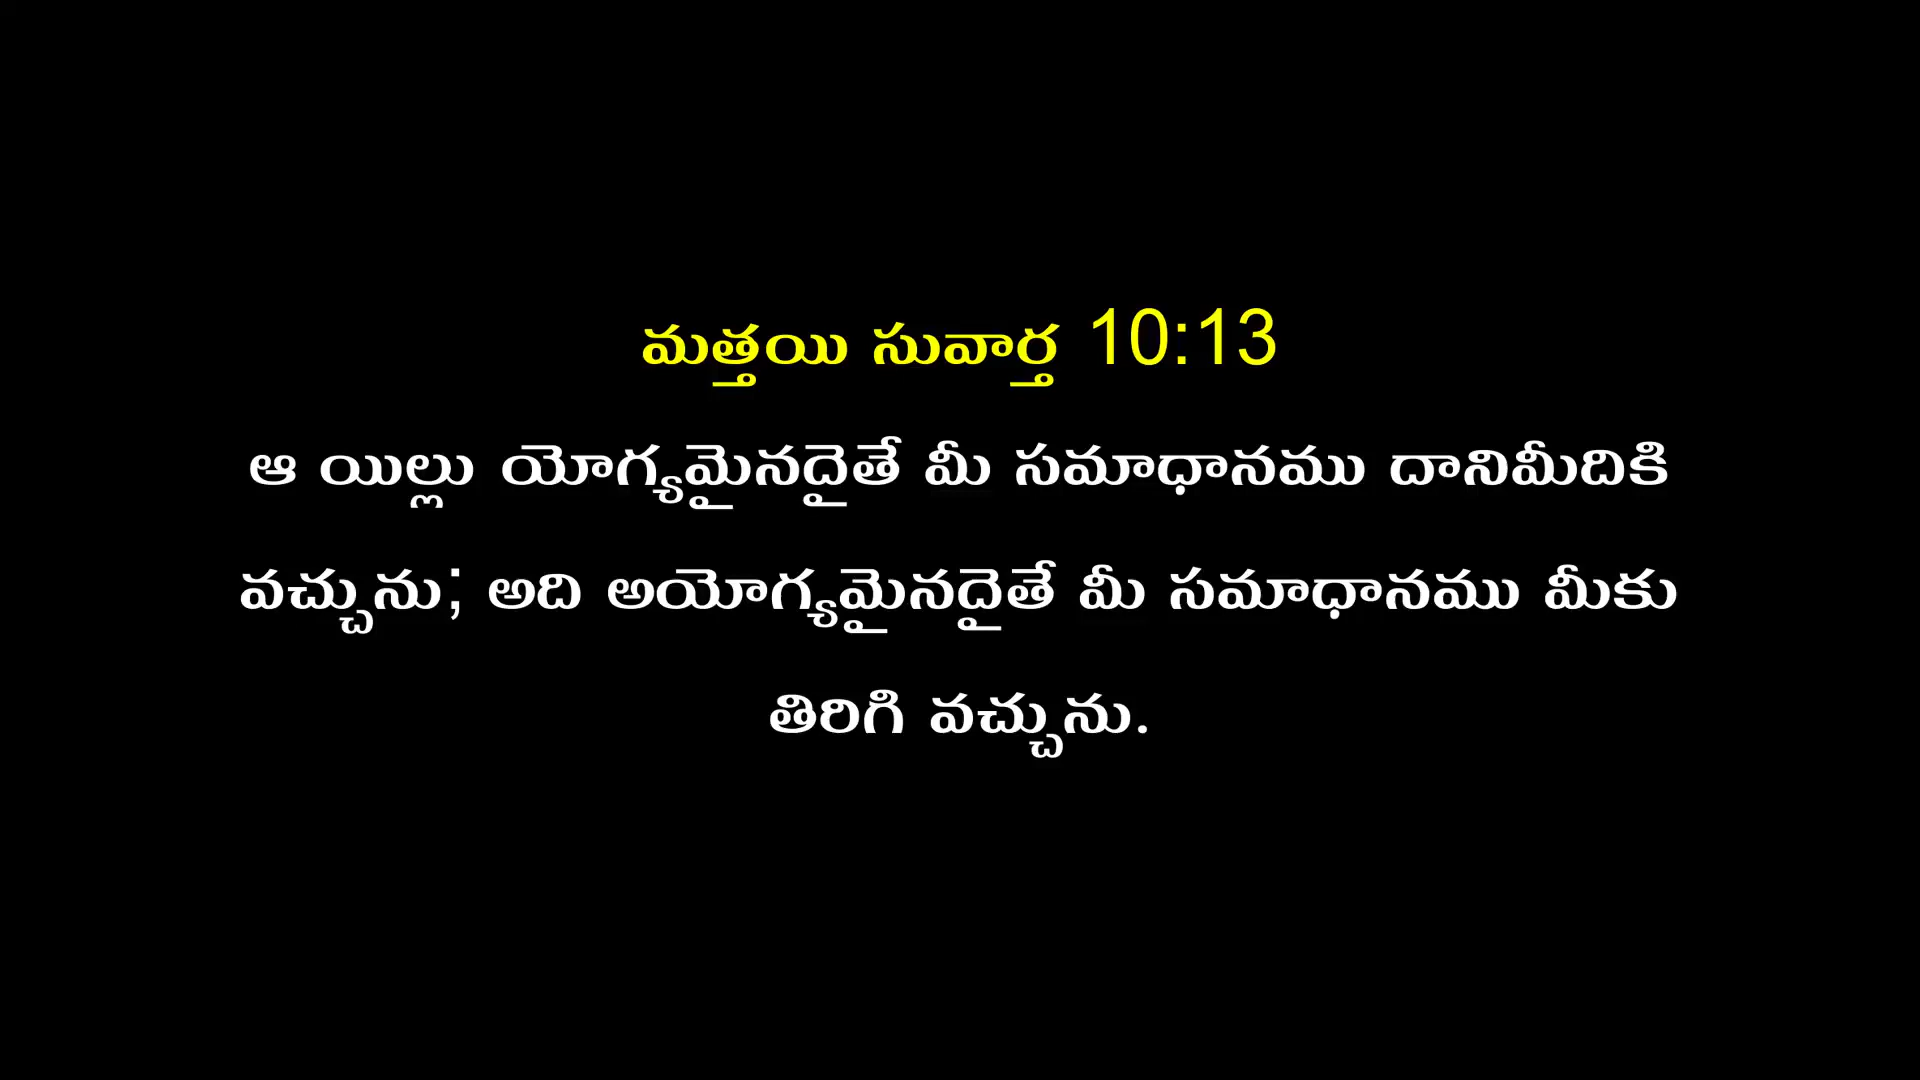 మత్తయి సువార్త 10:13
ఆ యిల్లు యోగ్యమైనదైతే మీ సమాధానము దానిమీదికి
వచ్చును; అది అయోగ్యమైనదైతే మీ సమాధానము మీకు
తిరిగి వచ్చును.